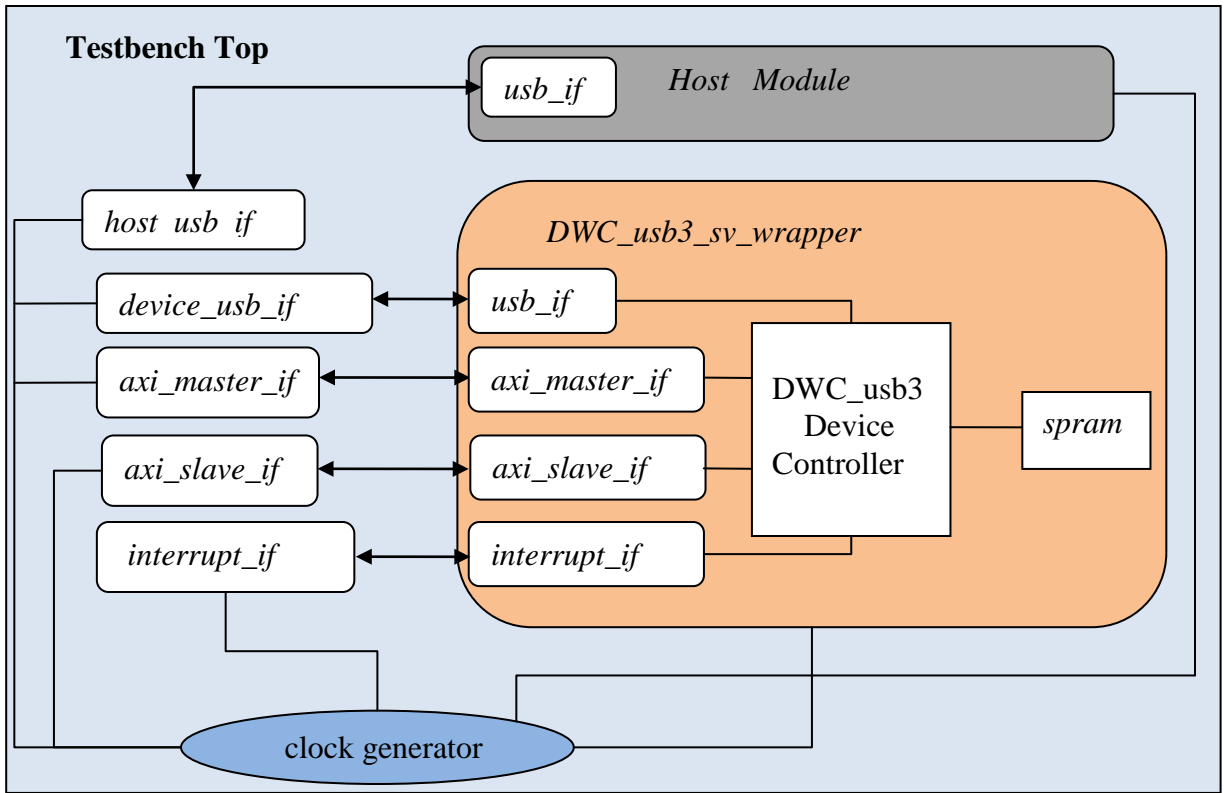 Testbench Top
usb_if
Host Module
host usb if
DWC_usb3_sv_wrapper
device_usb_if
usb_if
axi_master_if
axi_master_if
DWC_usb3
Device
Controller
spram
axi_slave_if
axi_slave_if
interrupt_if
interrupt_if
clock generator